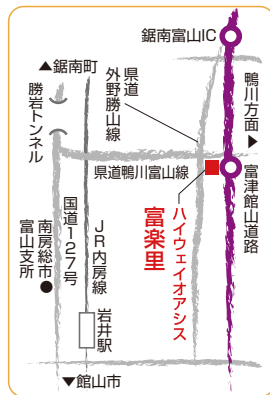 鋸南富山IC
▲鋸南町
県道
外野勝山線
鴨川方面▶
勝岩トンネル
県道鴨川富山線
富津館山道路
ハイウェイオアシス
富楽里
国道127号
JR内房線
南房総市
富山支所
岩井駅
▼館山市